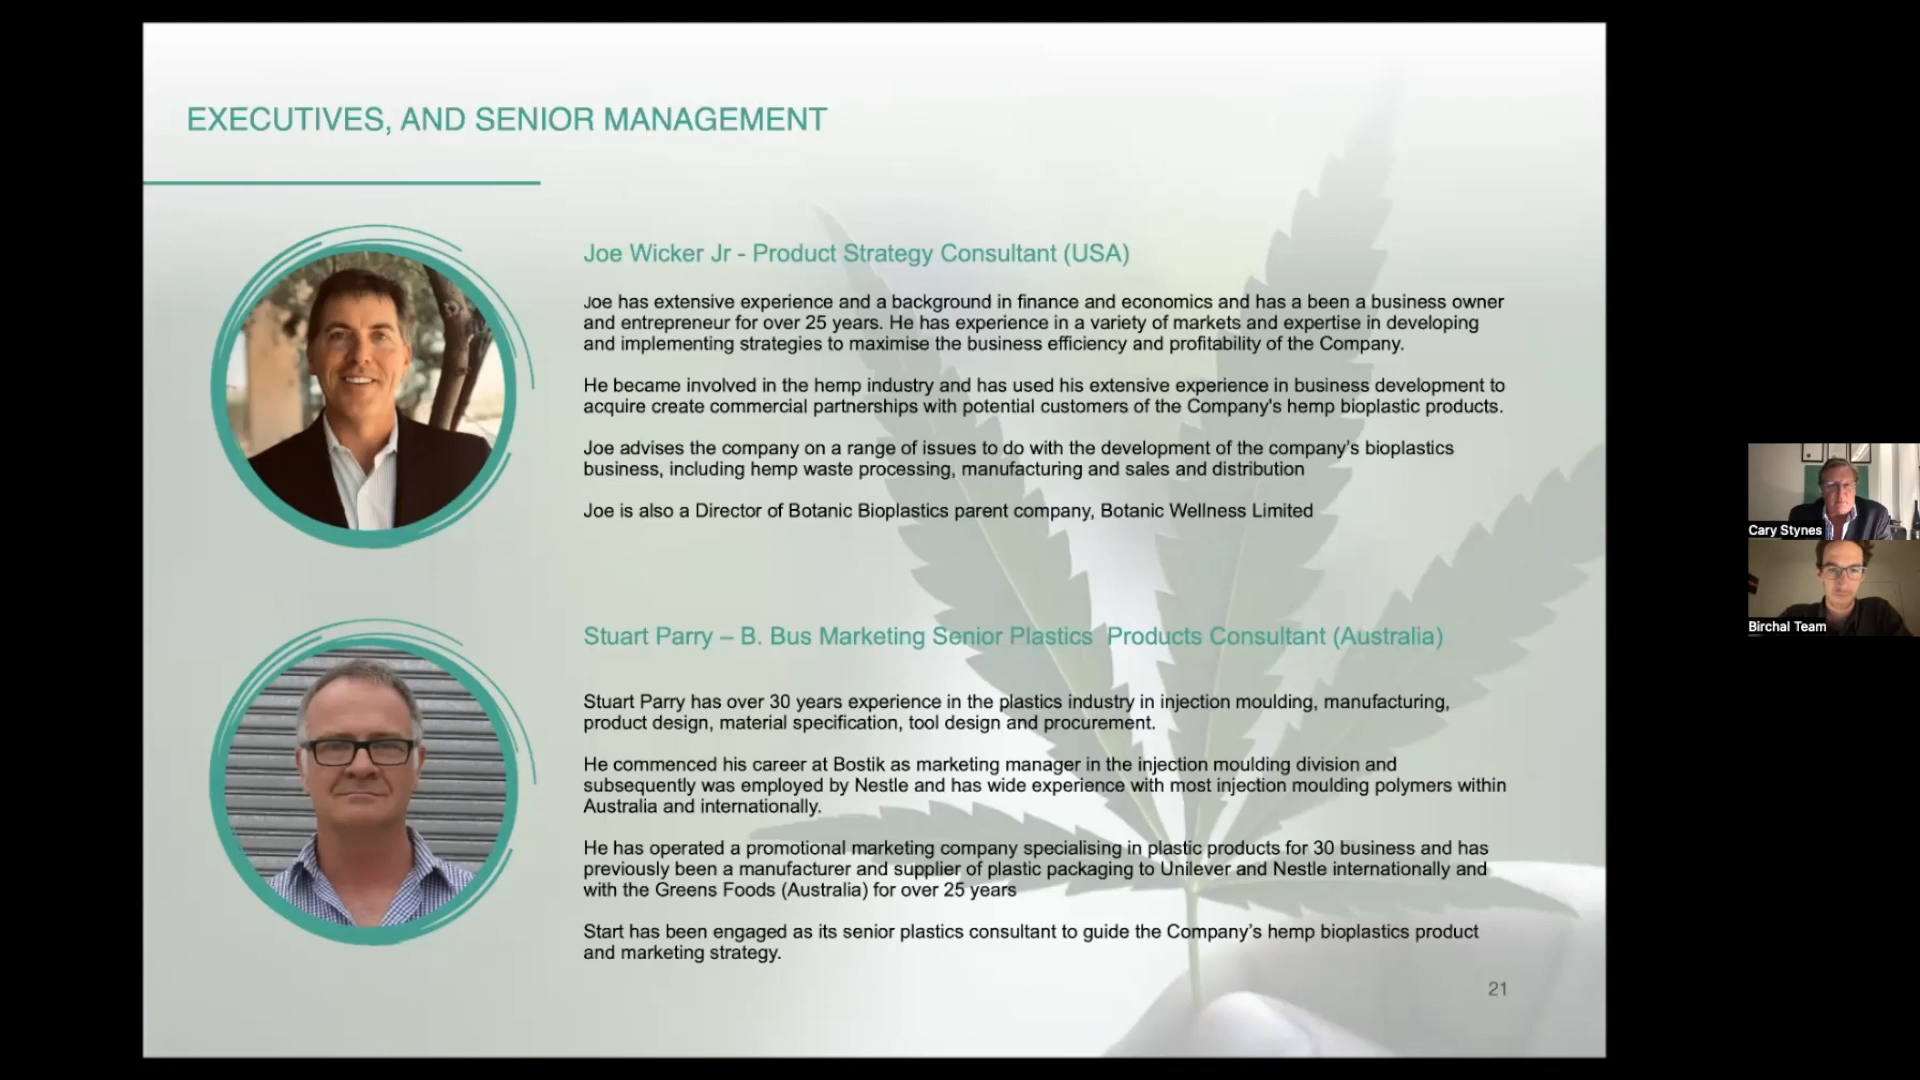 EXECUTIVES, AND SENIOR MANAGEMENT
Joe Wicker Jr - Product Strategy Consultant (USA)
Joe has extensive experience and a background in finance and economics and has a been a business owner
and entrepreneur for over 25 years. He has experience in a variety of markets and expertise in developing
and implementing strategies to maximise the business efficiency and profitability of the Company.
He became involved in the hemp industry and has used his extensive experience in business development to
acquire create commercial partnerships with potential customers of the Company's hemp bioplastic products.
Joe advises the company on a range of issues to do with the development of the company’s bioplastics
business, including hemp waste processing, manufacturing and sales and distribution
Joe is also a Director of Botanic Bioplastics parent company, Botanic Wellness Limited
Stuart Parry – B. Bus Marketing Senior Plastics  Products Consultant (Australia)
Stuart Parry has over 30 years experience in the plastics industry in injection moulding, manufacturing,
product design, material specification, tool design and procurement.
He commenced his career at Bostik as marketing manager in the injection moulding division and
subsequently was employed by Nestle and has wide experience with most injection moulding polymers within
Australia and internationally.
He has operated a promotional marketing company specialising in plastic products for 30 business and has
previously been a manufacturer and supplier of plastic packaging to Unilever and Nestle internationally and
with the Greens Foods (Australia) for over 25 years
Start has been engaged as its senior plastics consultant to guide the Company’s hemp bioplastics product
and marketing strategy.
21
Cary Stynes
Birchal Team